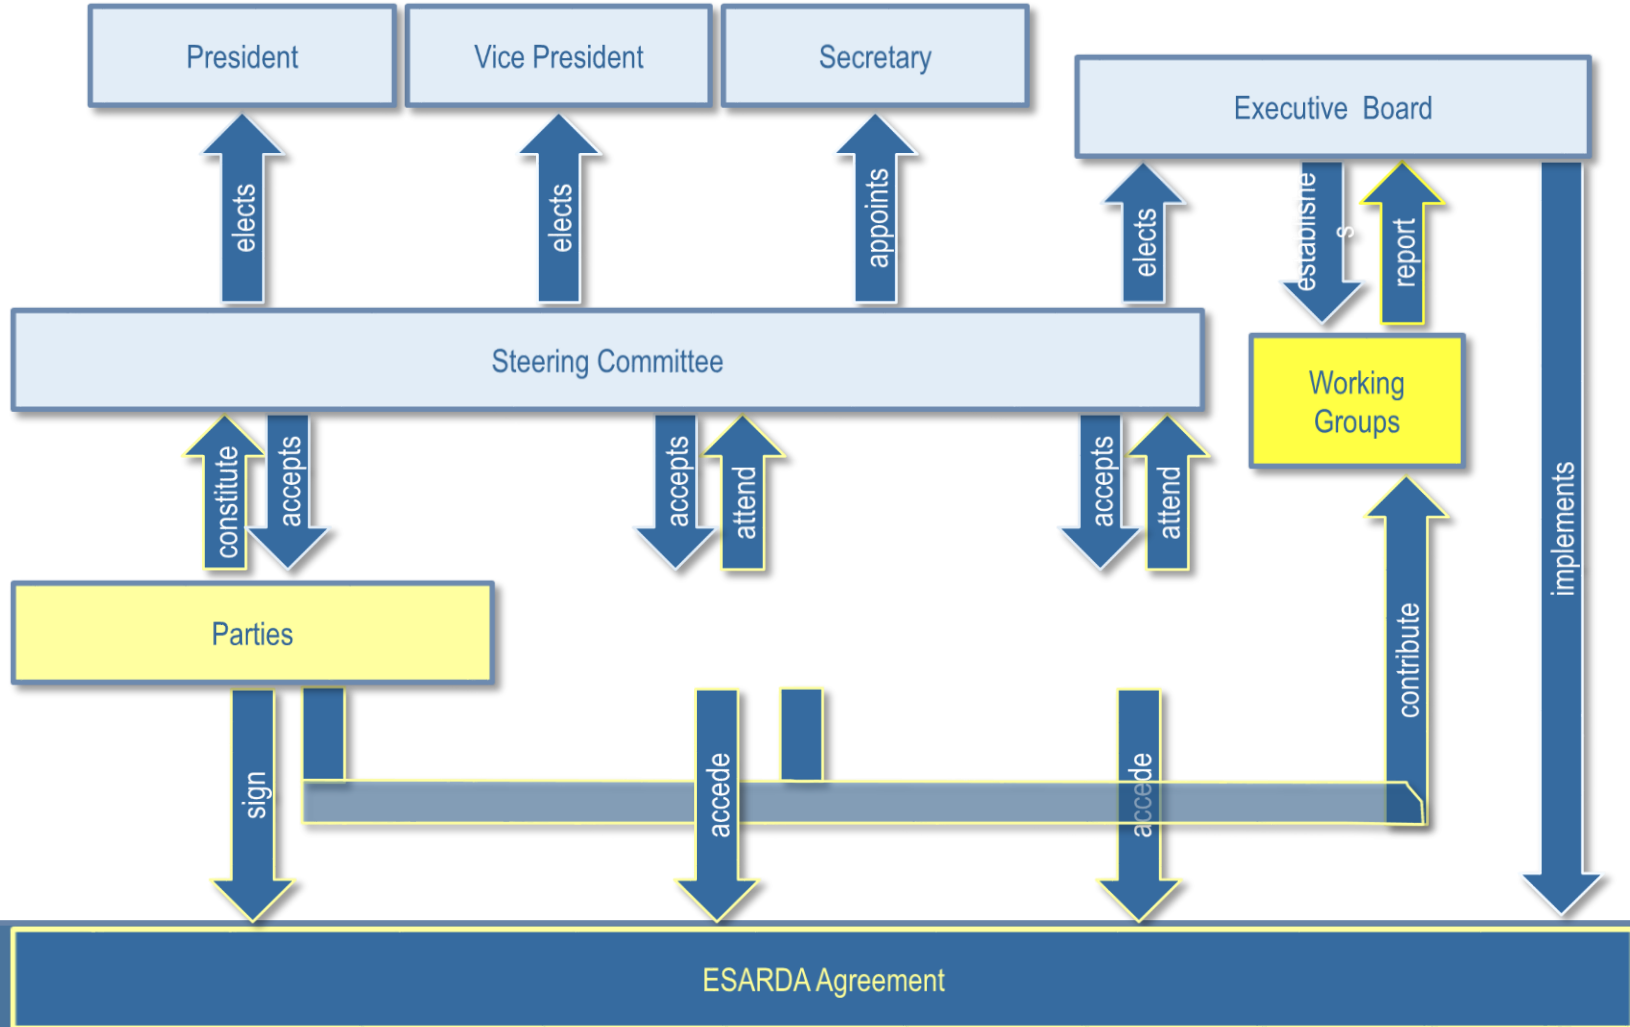 President
Vice President
Secretary
Executive  Board
elects
elects
appoints
elects
establishe
s
report
Steering Committee
Working
Groups
constitute
accepts
accepts
attend
accepts
attend
implements
Parties
contribute
sign
accede
accede
ESARDA Agreement